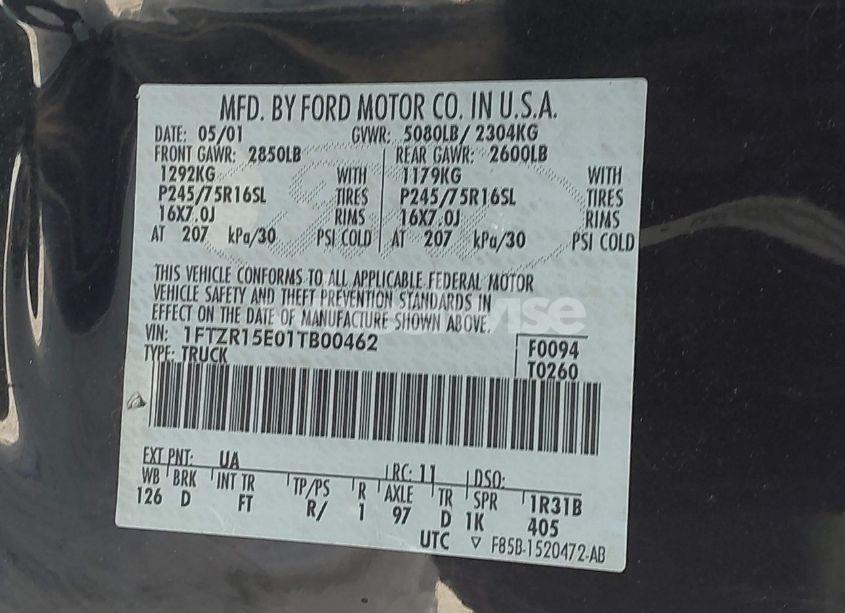 MFD. BY FORD MOTOR CO. IN U.S.A.
DATE: 05/01 GVWR: 5080LB/ 2304KG
FRONT GAWR: 2850LB REAR GAWR: 2600LB
1292KG WITH 1179KG WITH
P245/75R16SL TIRES P245/75R16SL TIRES
16X7.0J RIMS 16X7.0J RIMS
AT 207 kPa/30 PSI COLD AT 207 kPa/30 PSI COLD
THIS VEHICLE CONFORMS TO ALL APPLICABLE FEDERAL MOTOR
VEHICLE SAFETY AND THEFT PREVENTION STANDARDS IN
EFFECT ON THE DATE OF MANUFACTURE SHOWN ABOVE.
VIN: 1FTZR15E01TB00462 F0094
TYPE: TRUCK T0260
EXT PNT: UA RC: 11 DSO:
WB BRK INT TR TP/PS R AXLE TR SPR 1R31B
126 D FT R/ 1 97 D 1K 405
UTC ▽ F85B-1520472-AB